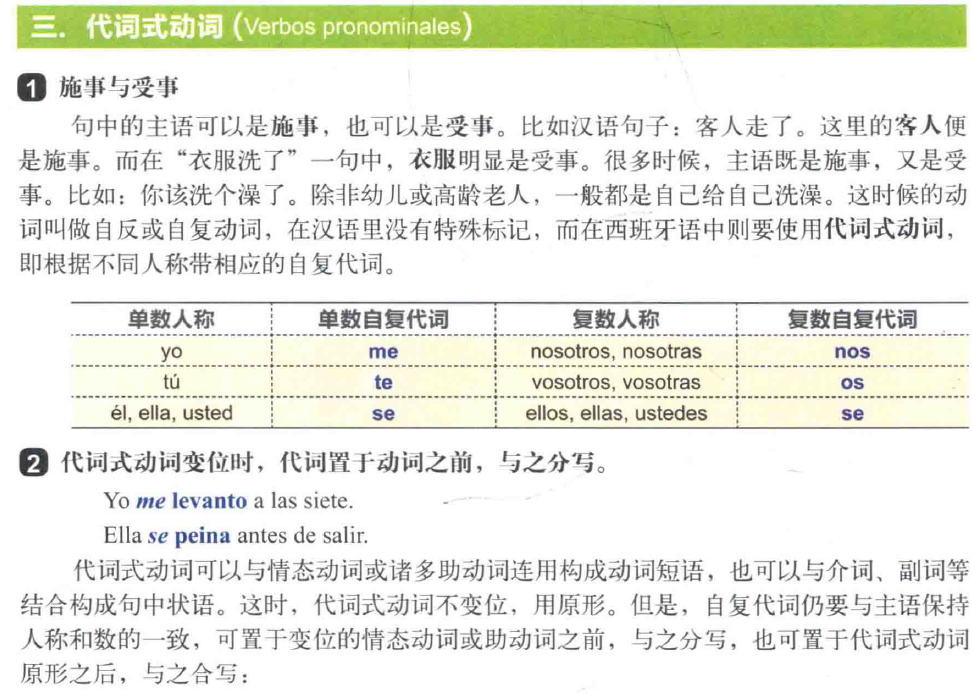 三．代词式动词 (Verbos pronominales)
1 施事与受事
句中的主语可以是施事，也可以是受事。比如汉语句子：客人走了。这里的客人便
是施事。而在“衣服洗了”一句中，衣服明显是受事。很多时候，主语既是施事，又是受
事。比如：你该洗个澡了。除非幼儿或高龄老人，一般都是自己给自己洗澡。这时候的动
词叫做自反或自复动词，在汉语里没有特殊标记，而在西班牙语中则要使用代词式动词，
即根据不同人称带相应的自复代词。
单数人称 单数自复代词 复数人称 复数自复代词
yo me nosotros, nosotras nos
tú te vosotros, vosotras os
él, ella, usted se ellos, ellas, ustedes se
2 代词式动词变位时，代词置于动词之前，与之分写。
Yo me levanto a las siete.
Ella se peina antes de salir.
代词式动词可以与情态动词或诸多助动词连用构成动词短语，也可以与介词、副词等
结合构成句中状语。这时，代词式动词不变位，用原形。但是，自复代词仍要与主语保持
人称和数的一致，可置于变位的情态动词或助动词之前，与之分写，也可置于代词式动词
原形之后，与之合写：